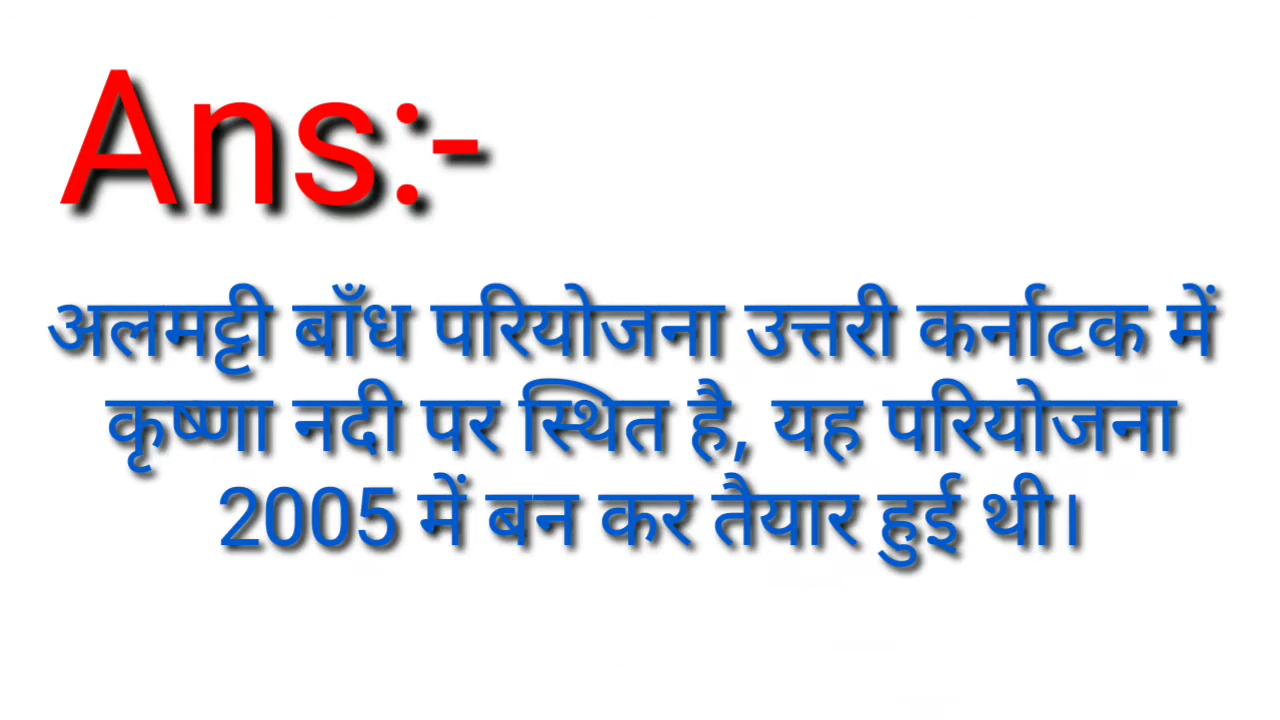 Ans:-
अलमट्टी बाँध परियोजना उत्तरी कर्नाटक में
कृष्णा नदी पर स्थित है, यह परियोजना
2005 में बन कर तैयार हुई थी।